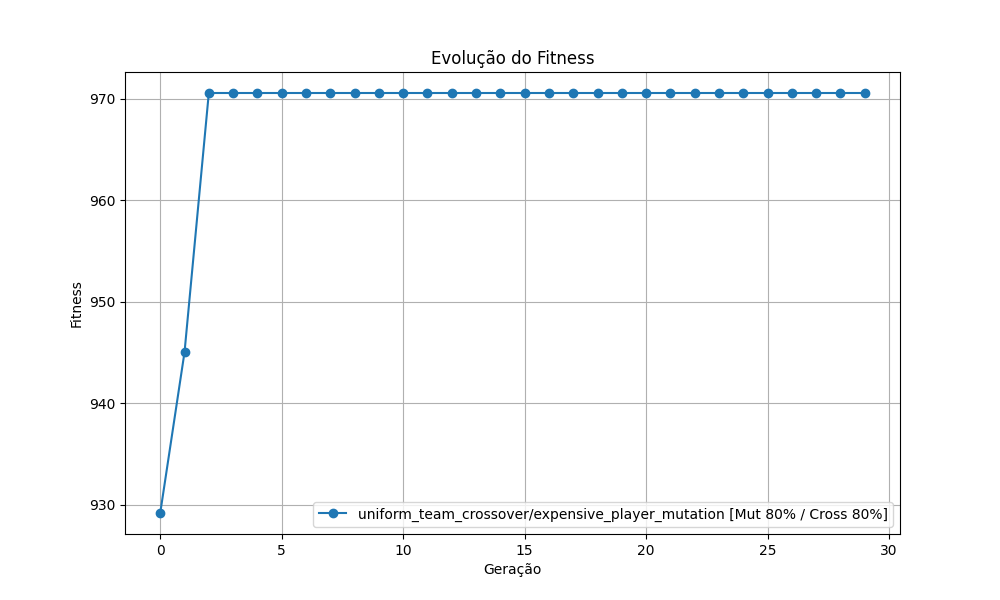 Evolução do Fitness
Fitness
970
960
950
940
930
uniform_team_crossover/expensive_player_mutation [Mut 80% / Cross 80%]
0 5 10 15 20 25 30
Geração